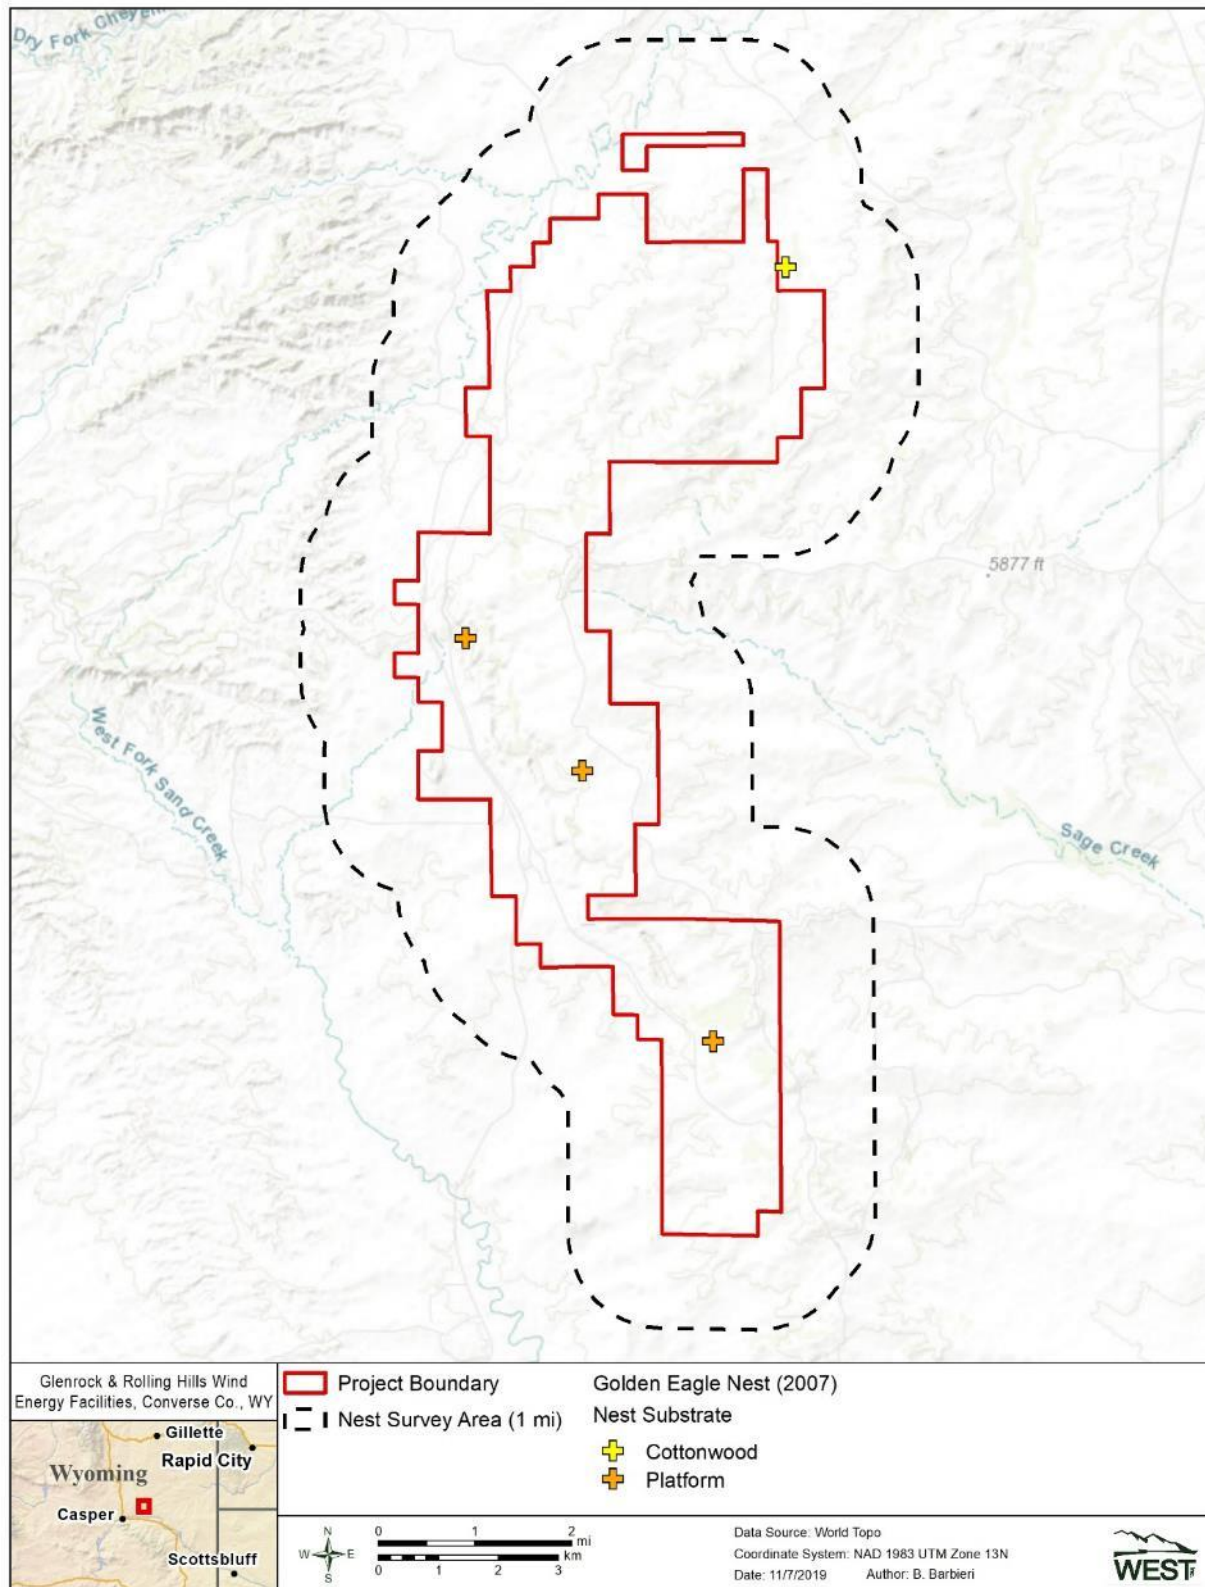 Dry Fork Cheye
5877 ft
West Fork Sand Creek
Sage Creek
Glenrock & Rolling Hills Wind
Energy Facilities, Converse Co., WY
Gillette
Rapid City
Wyoming
Casper
Scottsbluff
Project Boundary
Nest Survey Area (1 mi)
Golden Eagle Nest (2007)
Nest Substrate
Cottonwood
Platform
N
W E
S
0 1 2
mi
km
0 1 2 3
Data Source: World Topo
Coordinate System: NAD 1983 UTM Zone 13N
Date: 11/7/2019 Author: B. Barbieri
WEST